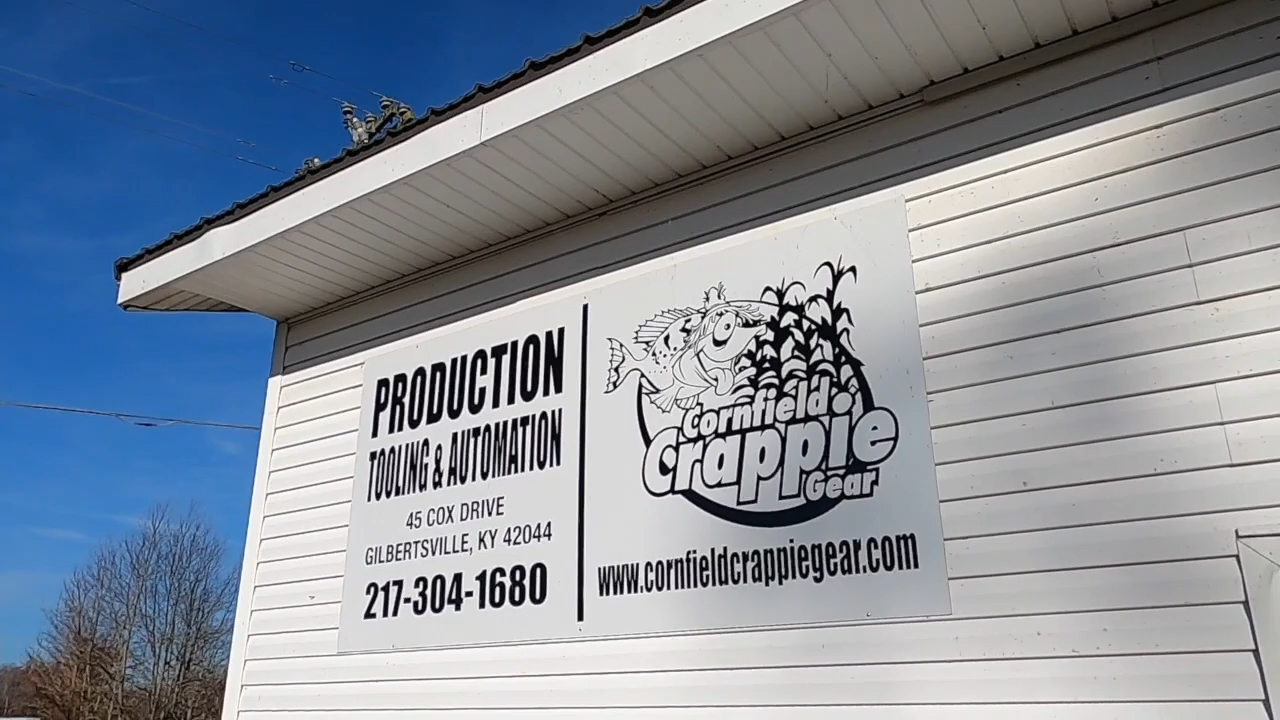 PRODUCTION
TOOLING & AUTOMATION
45 COX DRIVE
GILBERTSVILLE, KY 42044
217-304-1680
Cornfield
Crappie
Gear
www.cornfieldcrappiegear.com